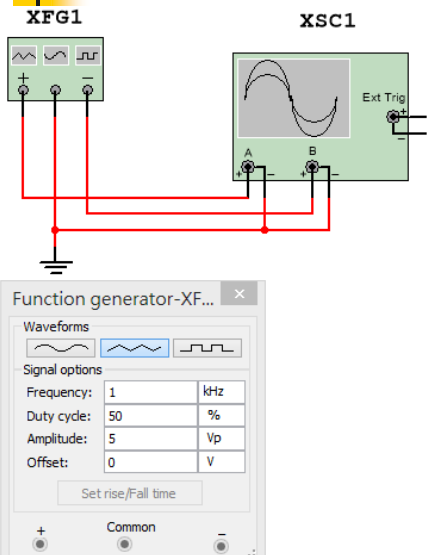 XFG1
XSC1
+ −
Ext Trig
+
−
A B
+ − + −
Function generator-XF... ×
Waveforms
Signal options
Frequency: 1 kHz
Duty cycle: 50 %
Amplitude: 5 Vp
Offset: 0 V
Set rise/Fall time
+ Common −